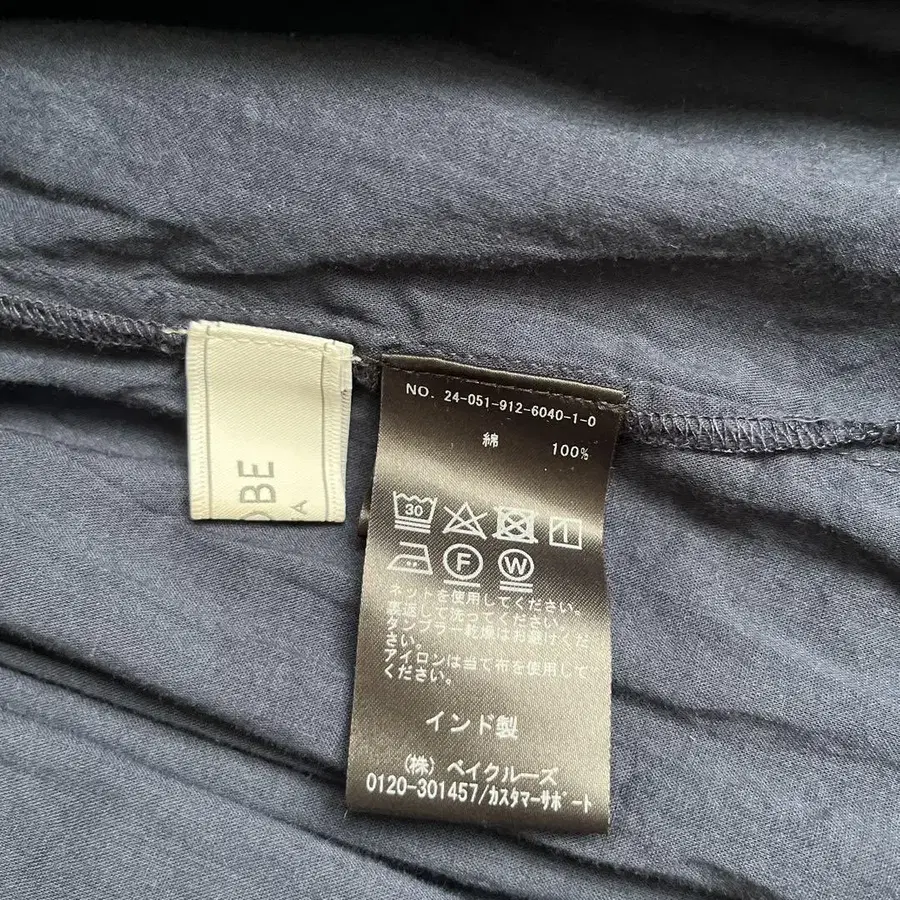 OBE
NO. 24-051-912-6040-1-0
綿 100%
30
F W
ネットを使用してください。
裏返して洗ってください。
タンブラー乾燥はお避けくだ
さい。
アイロンは当て布を使用して
ください。
インド製
(株) ベイクルーズ
0120-301457/カスタマーサポート